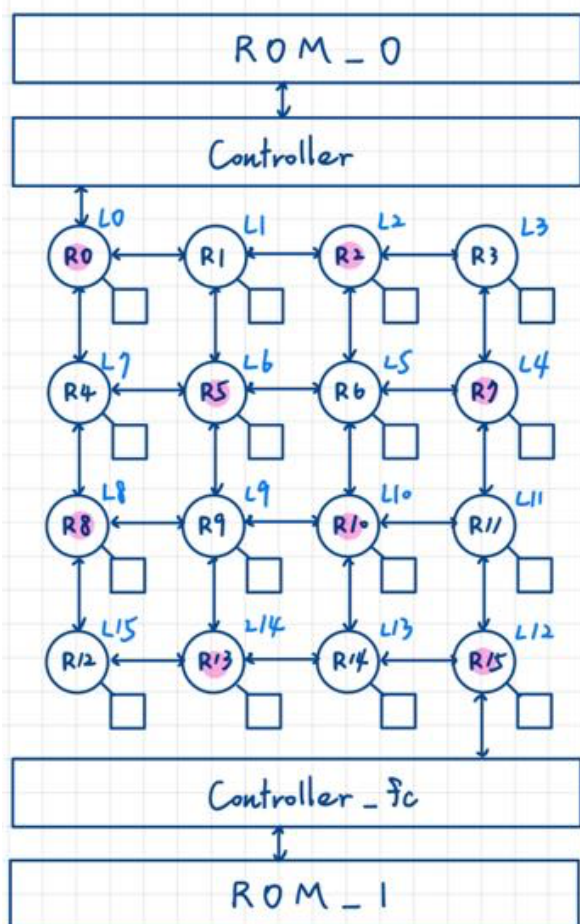 ROM_0
Controller
L0 L1 L2 L3
R0 R1 R2 R3
L7 L6 L5 L4
R4 R5 R6 R7
L8 L9 L10 L11
R8 R9 R10 R11
L15 L14 L13 L12
R12 R13 R14 R15
Controller_fc
ROM_1